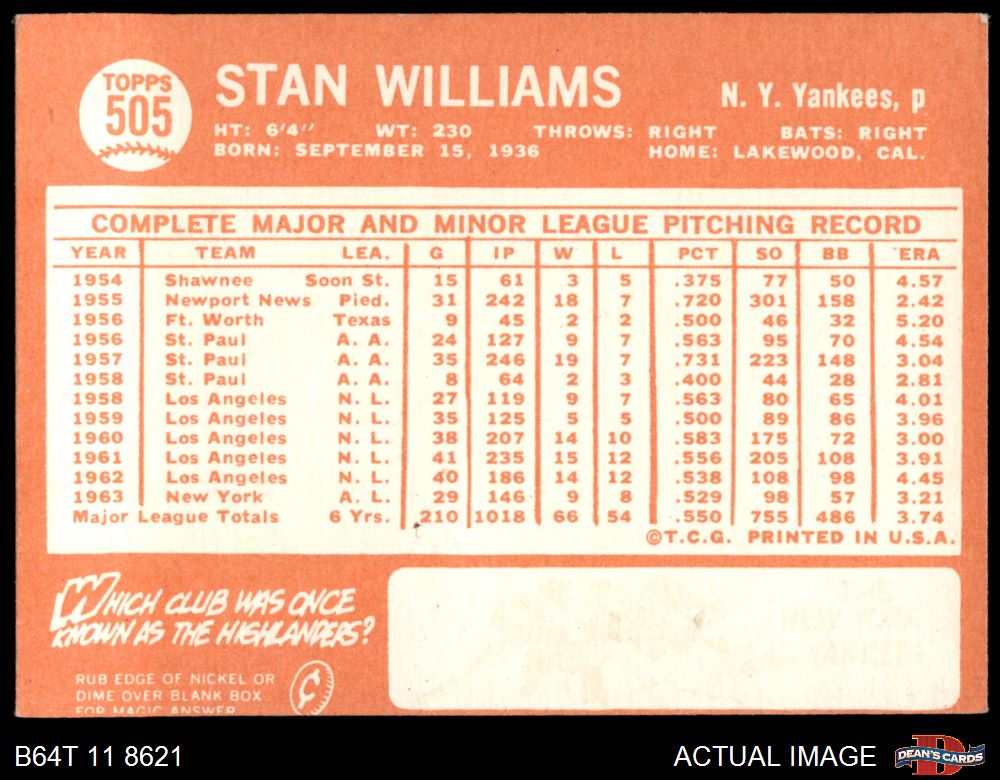 TOPPS
505
STAN WILLIAMS
N. Y. Yankees, p
HT: 6'4" WT: 230 THROWS: RIGHT BATS: RIGHT
BORN: SEPTEMBER 15, 1936 HOME: LAKEWOOD, CAL.
COMPLETE MAJOR AND MINOR LEAGUE PITCHING RECORD
YEAR TEAM LEA. G IP W L PCT SO BB ERA
1954 Shawnee Soon St. 15 61 3 5 .375 77 50 4.57
1955 Newport News Pied. 31 242 18 7 .720 301 158 2.42
1956 Ft. Worth Texas 9 45 2 2 .500 46 32 5.20
1956 St. Paul A. A. 24 127 9 7 .563 95 70 4.54
1957 St. Paul A. A. 35 246 19 7 .731 223 148 3.04
1958 St. Paul A. A. 8 64 2 3 .400 44 28 2.81
1958 Los Angeles N. L. 27 119 9 7 .563 80 65 4.01
1959 Los Angeles N. L. 35 125 5 5 .500 89 86 3.96
1960 Los Angeles N. L. 38 207 14 10 .583 175 72 3.00
1961 Los Angeles N. L. 41 235 15 12 .556 205 108 3.91
1962 Los Angeles N. L. 40 186 14 12 .538 108 98 4.45
1963 New York A. L. 29 146 9 8 .529 98 57 3.21
Major League Totals 6 Yrs. 210 1018 66 54 .550 755 486 3.74
©T.C.G. PRINTED IN U.S.A.
WHICH CLUB WAS ONCE
KNOWN AS THE HIGHLANDERS?
RUB EDGE OF NICKEL OR
DIME OVER BLANK BOX
FOR MAGIC ANSWER
B64T 11 8621
ACTUAL IMAGE
DEAN'S CARDS